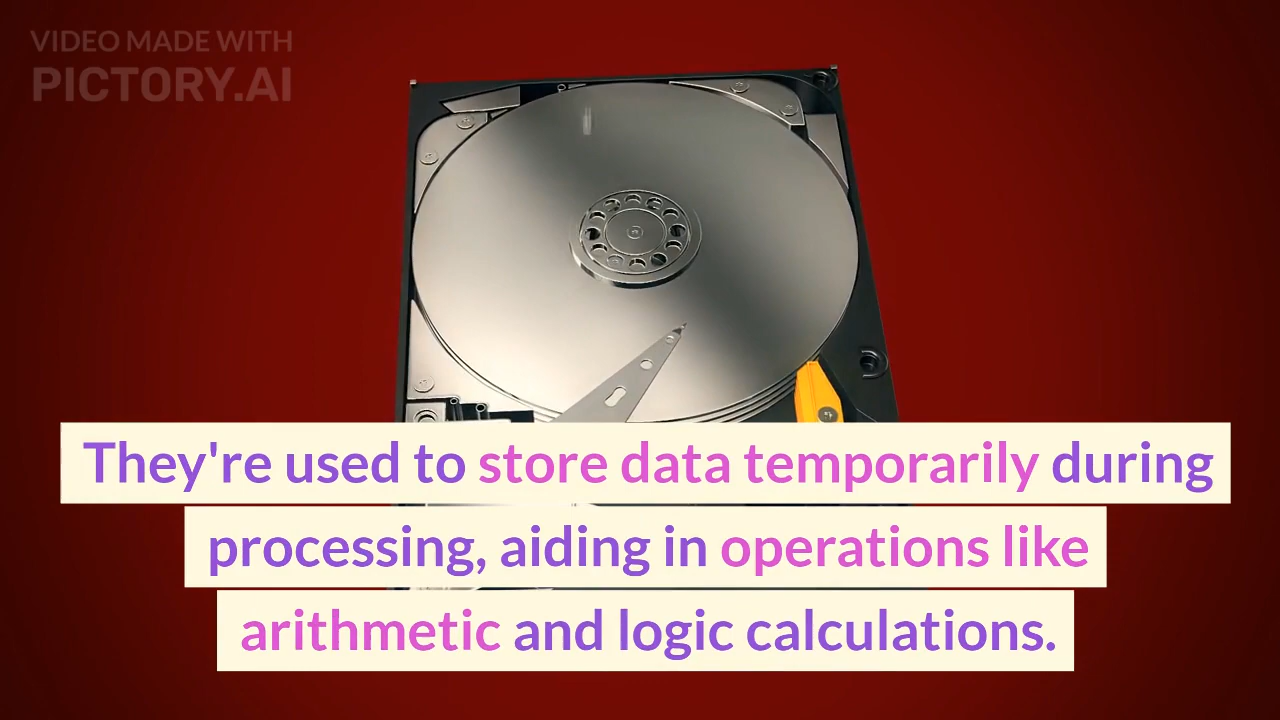 VIDEO MADE WITH
PICTORY.AI
They're used to store data temporarily during
processing, aiding in operations like
arithmetic and logic calculations.